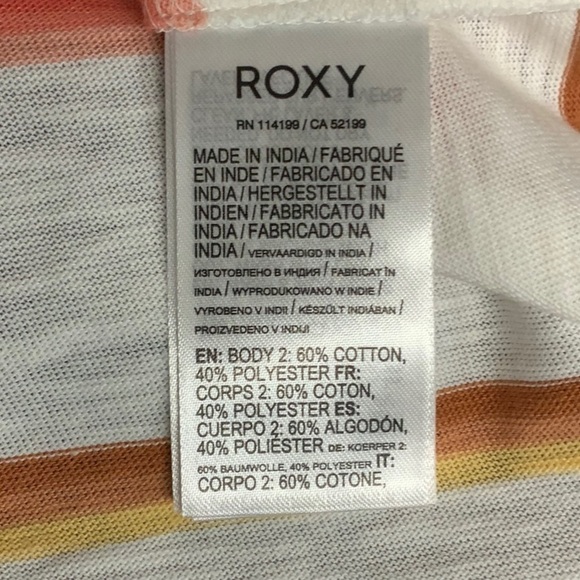 ROXY
RN 114199 / CA 52199
MADE IN INDIA / FABRIQUÉ
EN INDE / FABRICADO EN
INDIA / HERGESTELLT IN
INDIEN / FABBRICATO IN
INDIA / FABRICADO NA
INDIA / VERVAARDIGD IN INDIA /
ИЗГОТОВЛЕНО В ИНДИЯ / FABRICAT ÎN
INDIA / WYPRODUKOWANO W INDIE /
VYROBENO V INDII / KÉSZÜLT INDIÁBAN /
PROIZVEDENO V INDIJI
EN: BODY 2: 60% COTTON,
40% POLYESTER FR:
CORPS 2: 60% COTON,
40% POLYESTER ES:
CUERPO 2: 60% ALGODÓN,
40% POLIÉSTER DE: KOERPER 2:
60% BAUMWOLLE, 40% POLYESTER IT:
CORPO 2: 60% COTONE,